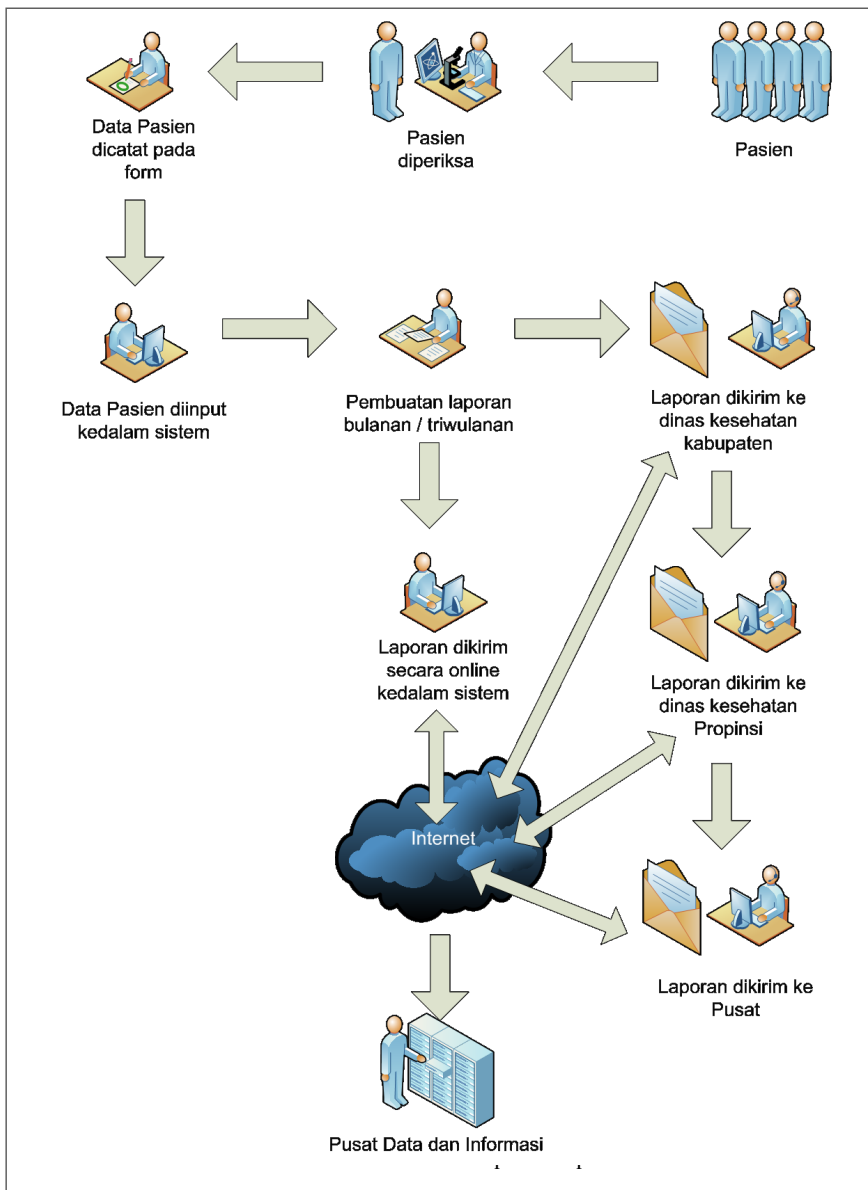 Data Pasien
dicatat pada
form
Pasien
diperiksa
Pasien
Data Pasien diinput
kedalam sistem
Pembuatan laporan
bulanan / triwulanan
Laporan dikirim ke
dinas kesehatan
kabupaten
Laporan dikirim
secara online
kedalam sistem
Laporan dikirim ke
dinas kesehatan
Propinsi
Internet
Laporan dikirim ke
Pusat
Pusat Data dan Informasi